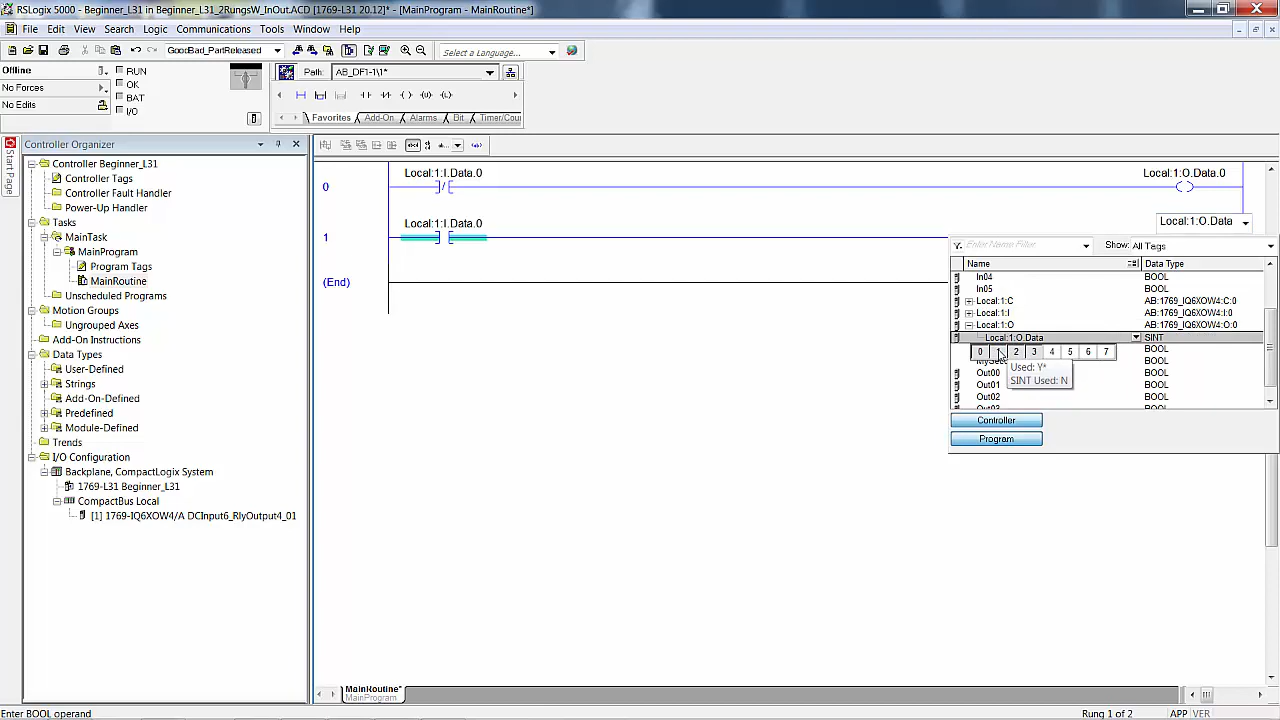 RSLogix 5000 - Beginner_L31 in Beginner_L31_2RungsW_InOut.ACD [1769-L31 20.12]* - [MainProgram - MainRoutine*]
File Edit View Search Logic Communications Tools Window Help
GoodBad_PartReleased
Select a Language...
Offline
RUN
Path: AB_DF1-1\1*
No Forces
OK
BAT
No Edits
I/O
Favorites Add-On Alarms Bit Timer/Cou
Start Page
Controller Organizer
Controller Beginner_L31
Controller Tags
Controller Fault Handler
Power-Up Handler
Tasks
MainTask
MainProgram
Program Tags
MainRoutine
Unscheduled Programs
Motion Groups
Ungrouped Axes
Add-On Instructions
Data Types
User-Defined
Strings
Add-On-Defined
Predefined
Module-Defined
Trends
I/O Configuration
Backplane, CompactLogix System
1769-L31 Beginner_L31
CompactBus Local
[1] 1769-IQ6XOW4/A DCInput6_RlyOutput4_01
Local:1:I.Data.0
Local:1:O.Data.0
0
Local:1:I.Data.0
Local:1:O.Data
1
(End)
Enter Name Filter
Show: All Tags
Name Data Type
In04 BOOL
In05 BOOL
Local:1:C AB:1769_IQ6XOW4:C:0
Local:1:I AB:1769_IQ6XOW4:I:0
Local:1:O AB:1769_IQ6XOW4:O:0
Local:1:O.Data SINT
0 2 3 4 5 6 7
BOOL
BOOL
Out00 BOOL
Out01 BOOL
Out02 BOOL
Out03 BOOL
Used: Y*
SINT Used: N
Controller
Program
MainRoutine*
MainProgram
Enter BOOL operand
Rung 1 of 2 APP VER